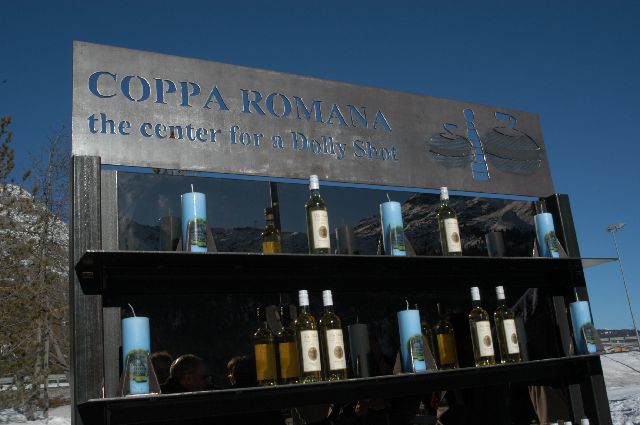 COPPA ROMANA
the center for a Dolly Shot